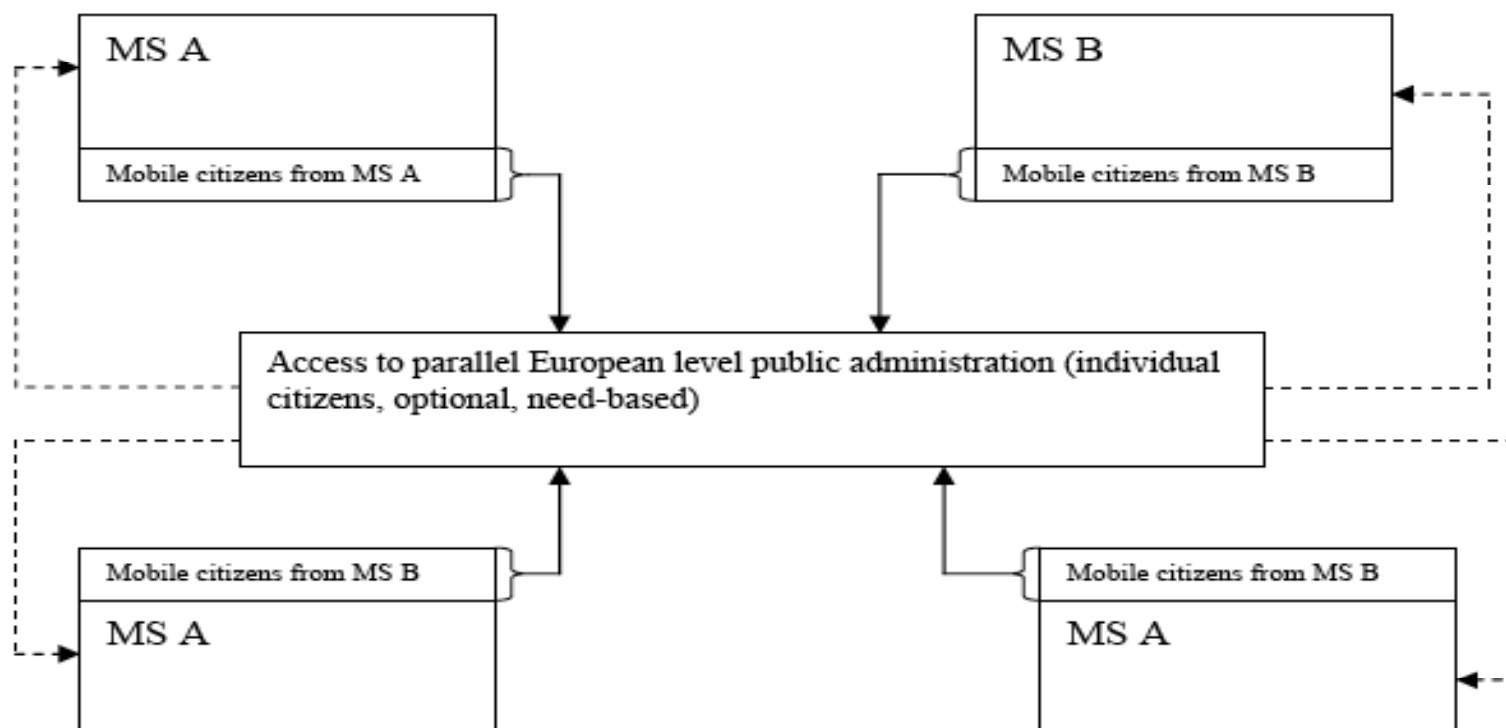 MS A
Mobile citizens from MS A
MS B
Mobile citizens from MS B
Access to parallel European level public administration (individual
citizens, optional, need-based)
Mobile citizens from MS B
MS A
Mobile citizens from MS B
MS A